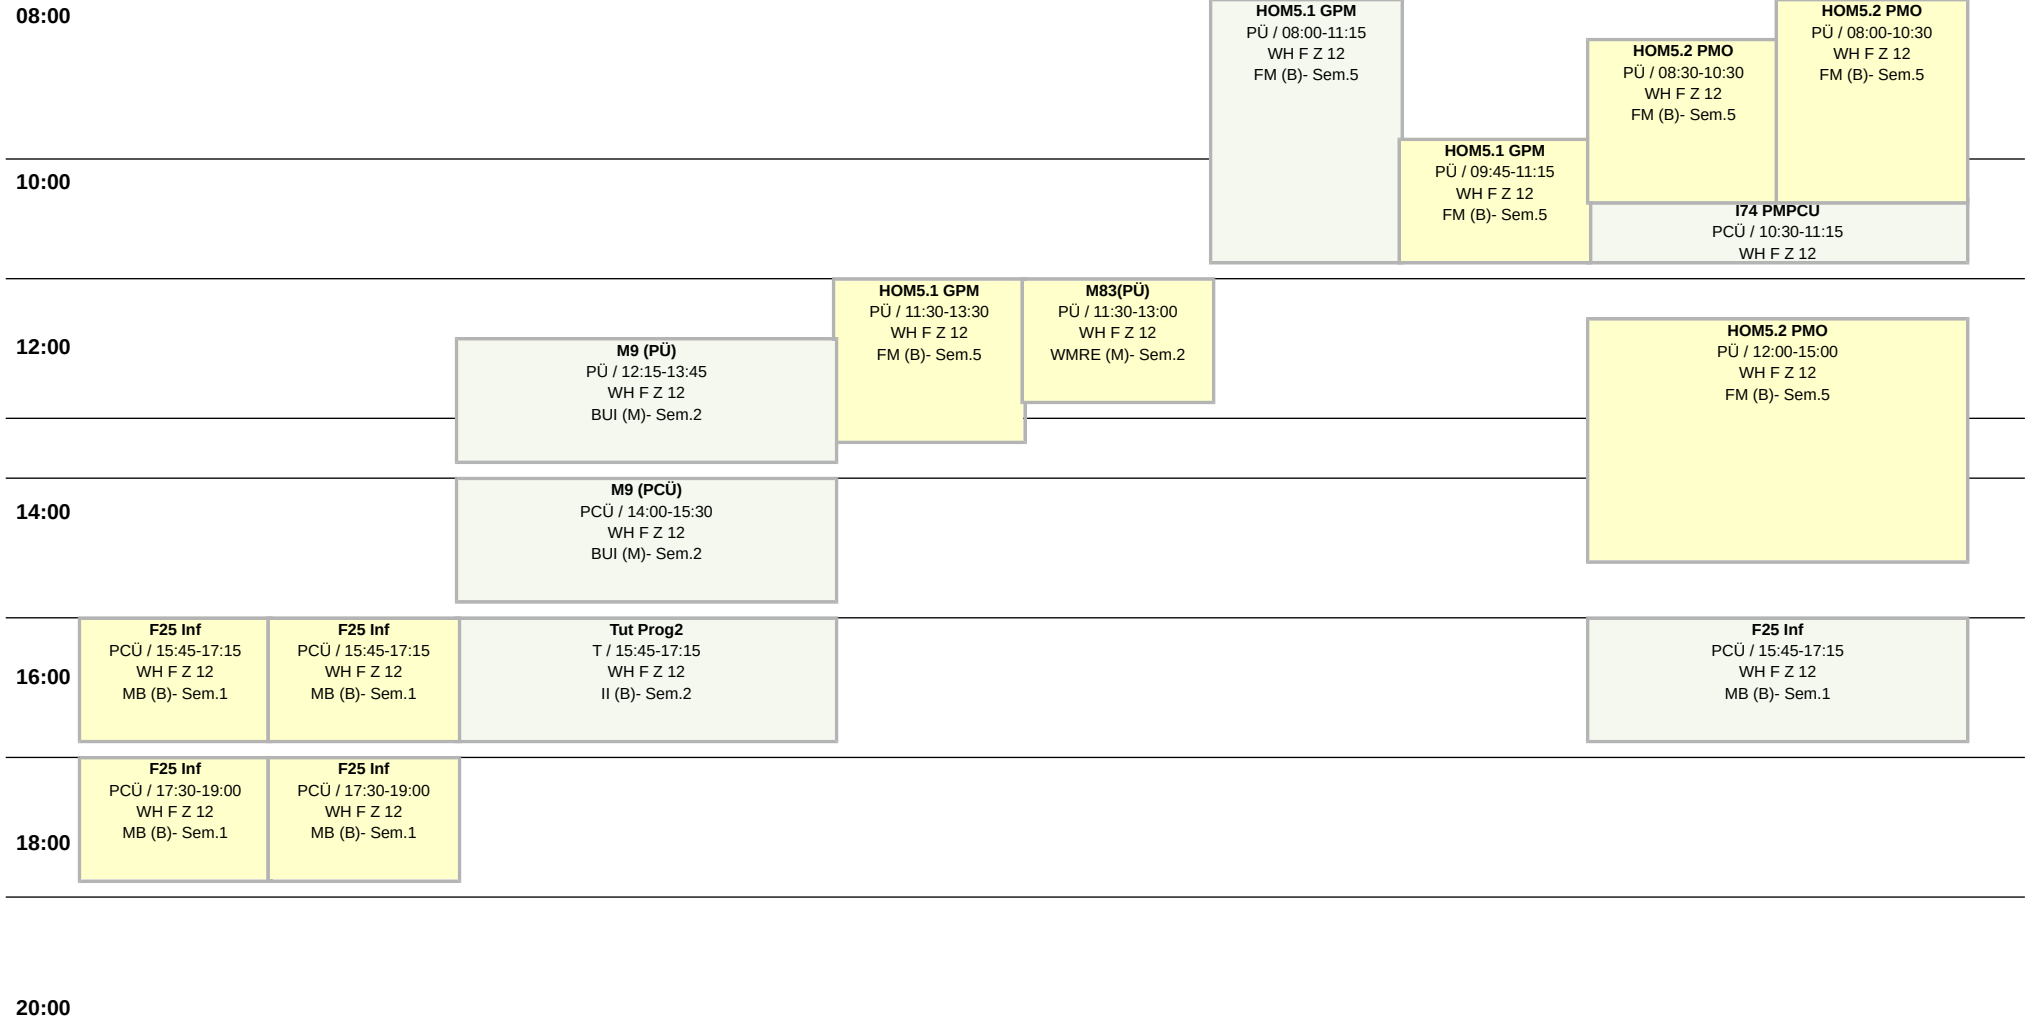 08:00
HOM5.1 GPM
PÜ / 08:00-11:15
WH F Z 12
FM (B)- Sem.5
HOM5.2 PMO
PÜ / 08:30-10:30
WH F Z 12
FM (B)- Sem.5
HOM5.2 PMO
PÜ / 08:00-10:30
WH F Z 12
FM (B)- Sem.5
10:00
HOM5.1 GPM
PÜ / 09:45-11:15
WH F Z 12
FM (B)- Sem.5
I74 PMPCÜ
PCÜ / 10:30-11:15
WH F Z 12
12:00
M9 (PÜ)
PÜ / 12:15-13:45
WH F Z 12
BUI (M)- Sem.2
HOM5.1 GPM
PÜ / 11:30-13:30
WH F Z 12
FM (B)- Sem.5
M83(PÜ)
PÜ / 11:30-13:00
WH F Z 12
WMRE (M)- Sem.2
HOM5.2 PMO
PÜ / 12:00-15:00
WH F Z 12
FM (B)- Sem.5
14:00
M9 (PCÜ)
PCÜ / 14:00-15:30
WH F Z 12
BUI (M)- Sem.2
16:00
F25 Inf
PCÜ / 15:45-17:15
WH F Z 12
MB (B)- Sem.1
F25 Inf
PCÜ / 15:45-17:15
WH F Z 12
MB (B)- Sem.1
Tut Prog2
T / 15:45-17:15
WH F Z 12
II (B)- Sem.2
F25 Inf
PCÜ / 15:45-17:15
WH F Z 12
MB (B)- Sem.1
18:00
F25 Inf
PCÜ / 17:30-19:00
WH F Z 12
MB (B)- Sem.1
F25 Inf
PCÜ / 17:30-19:00
WH F Z 12
MB (B)- Sem.1
20:00